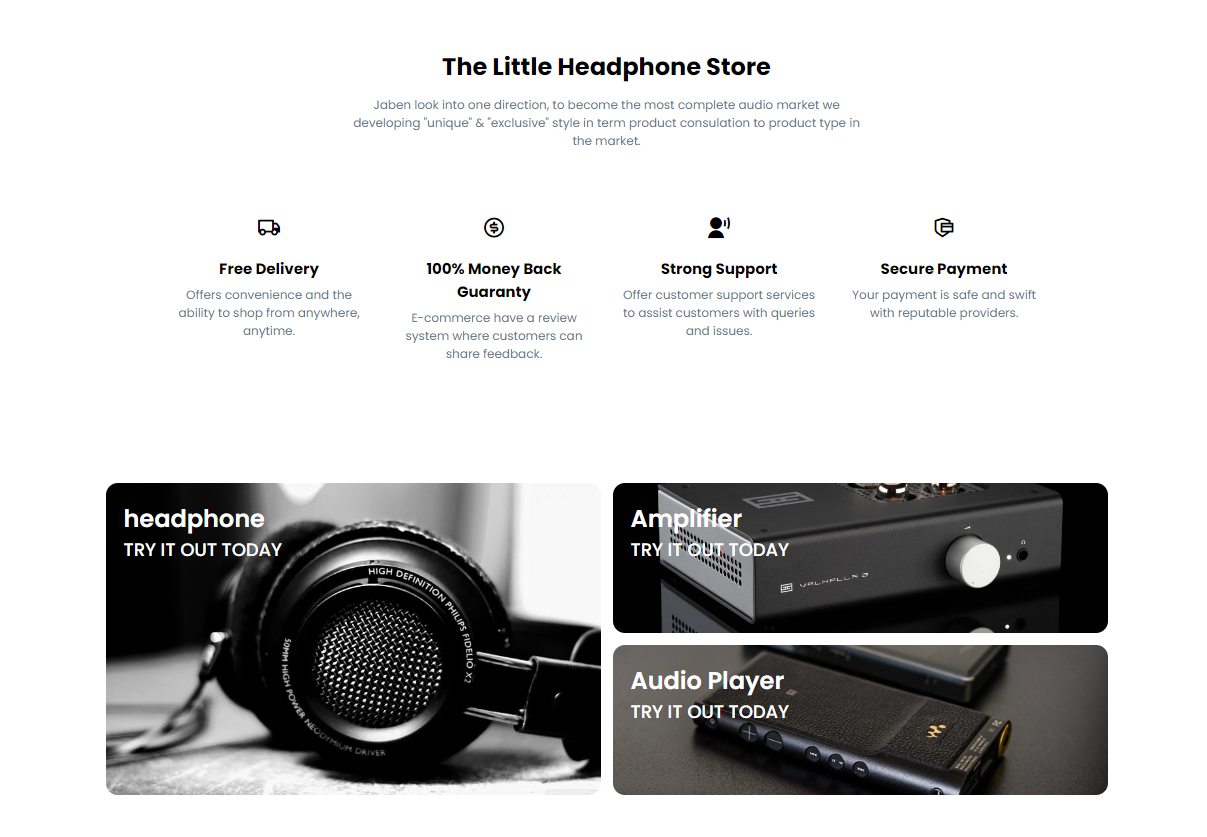 The Little Headphone Store
Jaben look into one direction, to become the most complete audio market we
developing "unique" & "exclusive" style in term product consulation to product type in
the market.
Free Delivery
Offers convenience and the
ability to shop from anywhere,
anytime.
100% Money Back
Guaranty
E-commerce have a review
system where customers can
share feedback.
Strong Support
Offer customer support services
to assist customers with queries
and issues.
Secure Payment
Your payment is safe and swift
with reputable providers.
headphone
TRY IT OUT TODAY
HIGH DEFINITION PHILIPS FIDELIO X2
50MM HIGH POWER NEODYMIUM DRIVER
Amplifier
TRY IT OUT TODAY
VALHALLA 2
Audio Player
TRY IT OUT TODAY